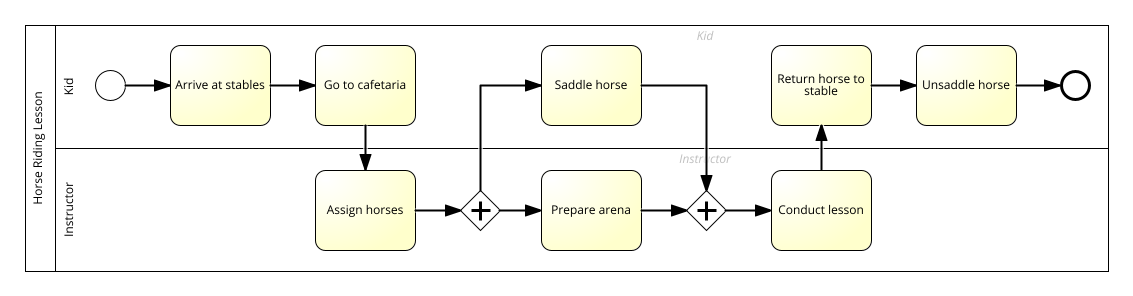 Horse Riding Lesson
Kid
Kid
Arrive at stables
Go to cafetaria
Saddle horse
Return horse to
stable
Unsaddle horse
Instructor
Instructor
Assign horses
Prepare arena
Conduct lesson